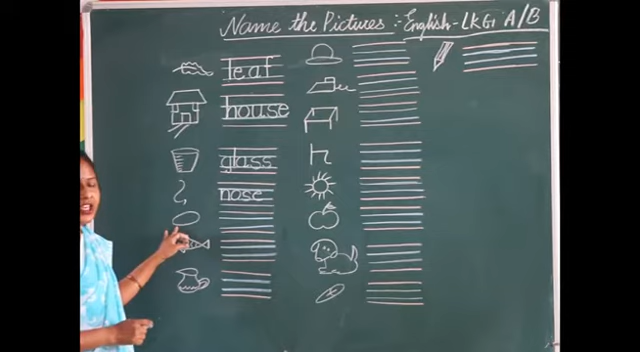 Name the Pictures :- English - LKG A/B
leaf
house
glass
nose